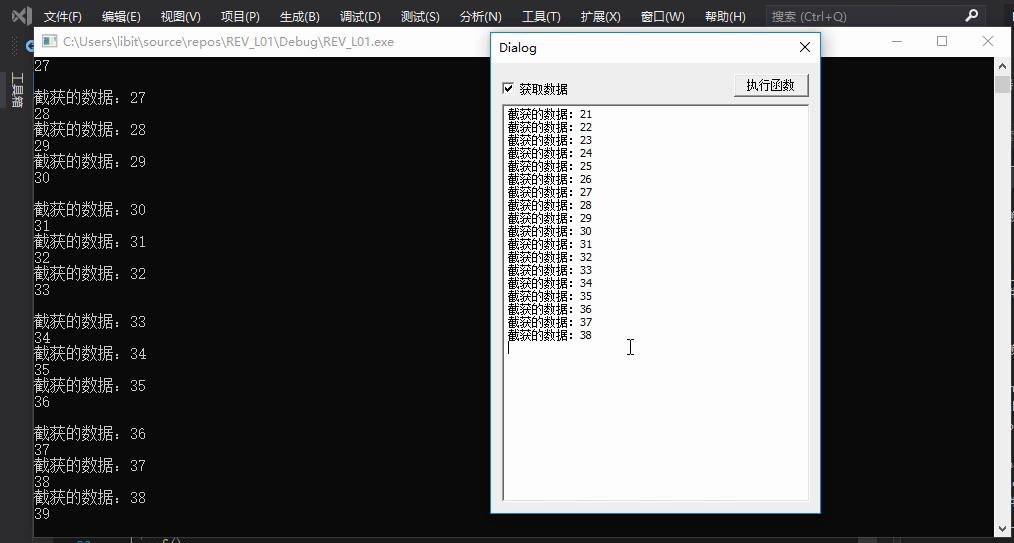 文件(F) 编辑(E) 视图(V) 项目(P) 生成(B) 调试(D) 测试(S) 分析(N) 工具(T) 扩展(X) 窗口(W) 帮助(H) 搜索 (Ctrl+Q)
C:\Users\libit\source\repos\REV_L01\Debug\REV_L01.exe
工具箱
27
截获的数据：27
28
截获的数据：28
29
截获的数据：29
30
截获的数据：30
31
截获的数据：31
32
截获的数据：32
33
截获的数据：33
34
截获的数据：34
35
截获的数据：35
36
截获的数据：36
37
截获的数据：37
38
截获的数据：38
39
Dialog
获取数据
执行函数
截获的数据：21
截获的数据：22
截获的数据：23
截获的数据：24
截获的数据：25
截获的数据：26
截获的数据：27
截获的数据：28
截获的数据：29
截获的数据：30
截获的数据：31
截获的数据：32
截获的数据：33
截获的数据：34
截获的数据：35
截获的数据：36
截获的数据：37
截获的数据：38